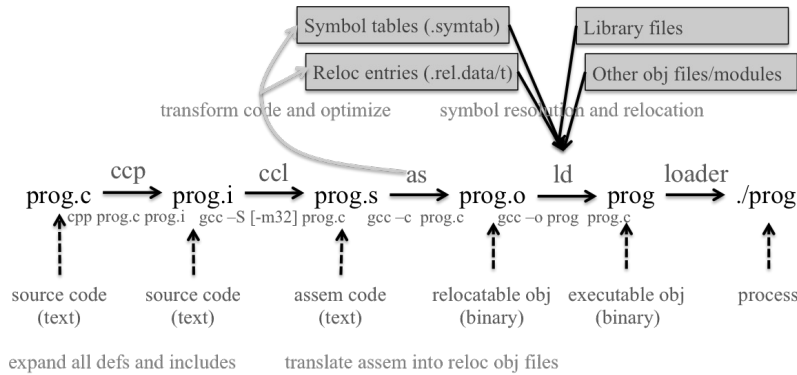 Symbol tables (.symtab)
Library files
Reloc entries (.rel.data/t)
Other obj files/modules
transform code and optimize
symbol resolution and relocation
ccp
ccl
as
ld
loader
prog.c
prog.i
prog.s
prog.o
prog
./prog
cpp prog.c prog.i
gcc –S [-m32] prog.c
gcc –c prog.c
gcc –o prog prog.c
source code
(text)
source code
(text)
assem code
(text)
relocatable obj
(binary)
executable obj
(binary)
process
expand all defs and includes
translate assem into reloc obj files